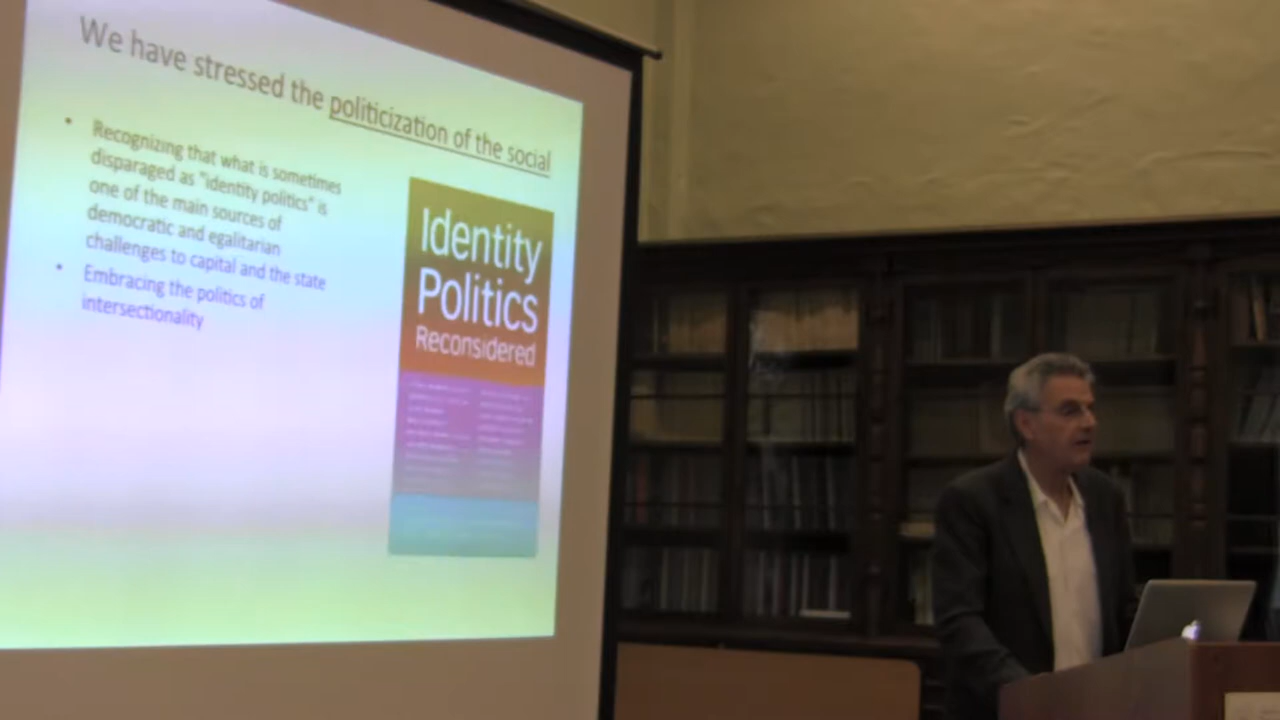 We have stressed the politicization of the social
• Recognizing that what is sometimes
disparaged as "identity politics" is
one of the main sources of
democratic and egalitarian
challenges to capital and the state
• Embracing the politics of
intersectionality
Identity
Politics
Reconsidered